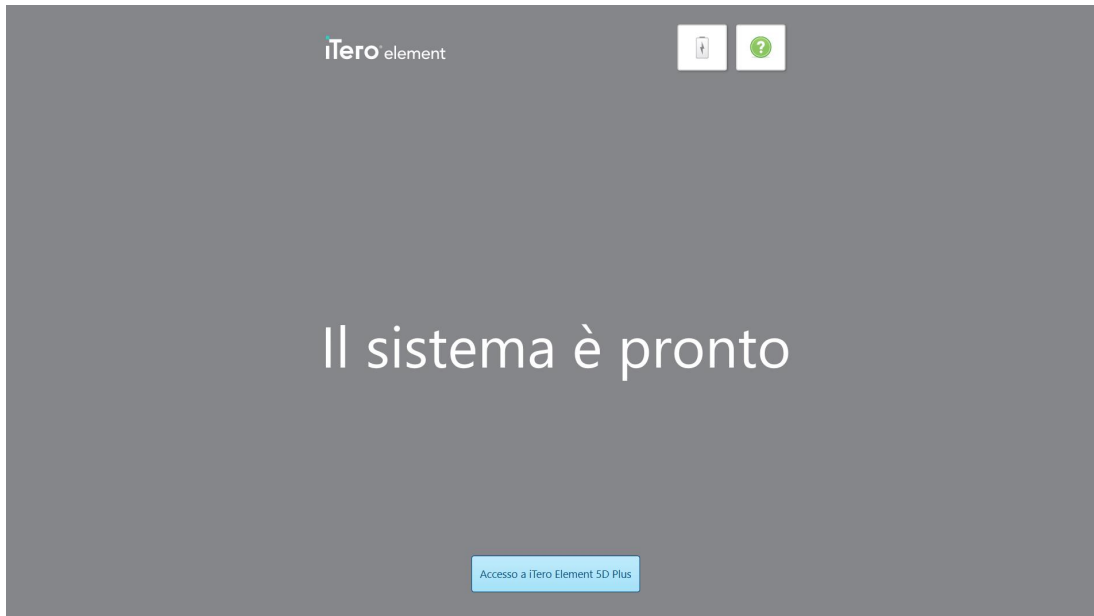 iTero element
?
Il sistema è pronto
Accesso a iTero Element 5D Plus